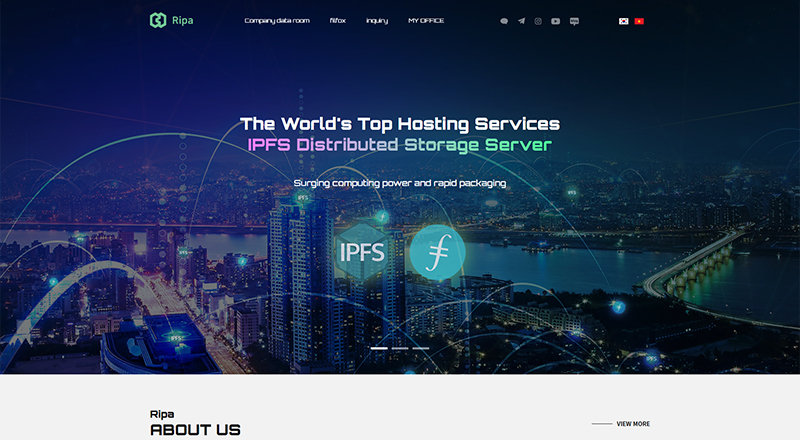 Ripa
Company data room
filfox
inquiry
MY OFFICE
The World's Top Hosting Services
IPFS Distributed Storage Server
Surging computing power and rapid packaging
IPFS
IPFS
IPFS
IPFS
IPFS
IPFS
Ripa
ABOUT US
VIEW MORE